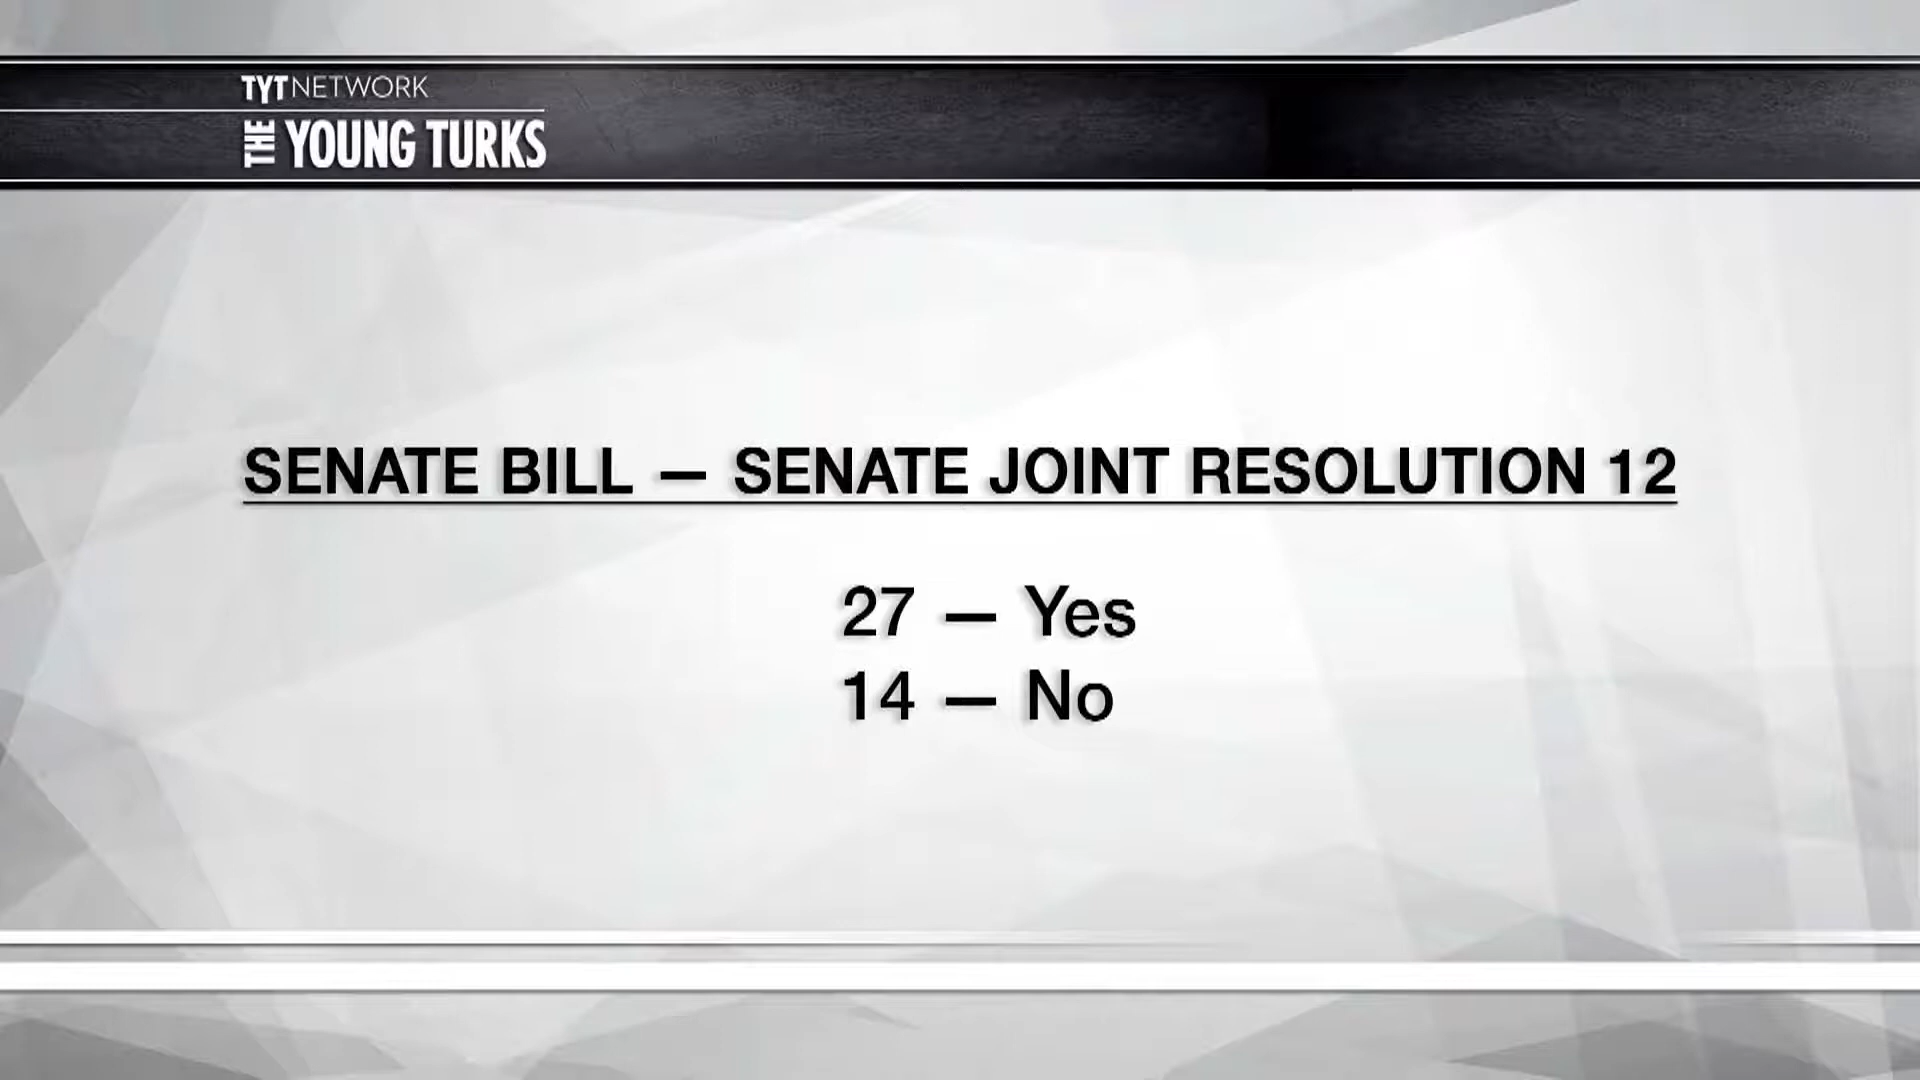 TYTNETWORK
THE YOUNG TURKS
SENATE BILL — SENATE JOINT RESOLUTION 12
27 — Yes
14 — No